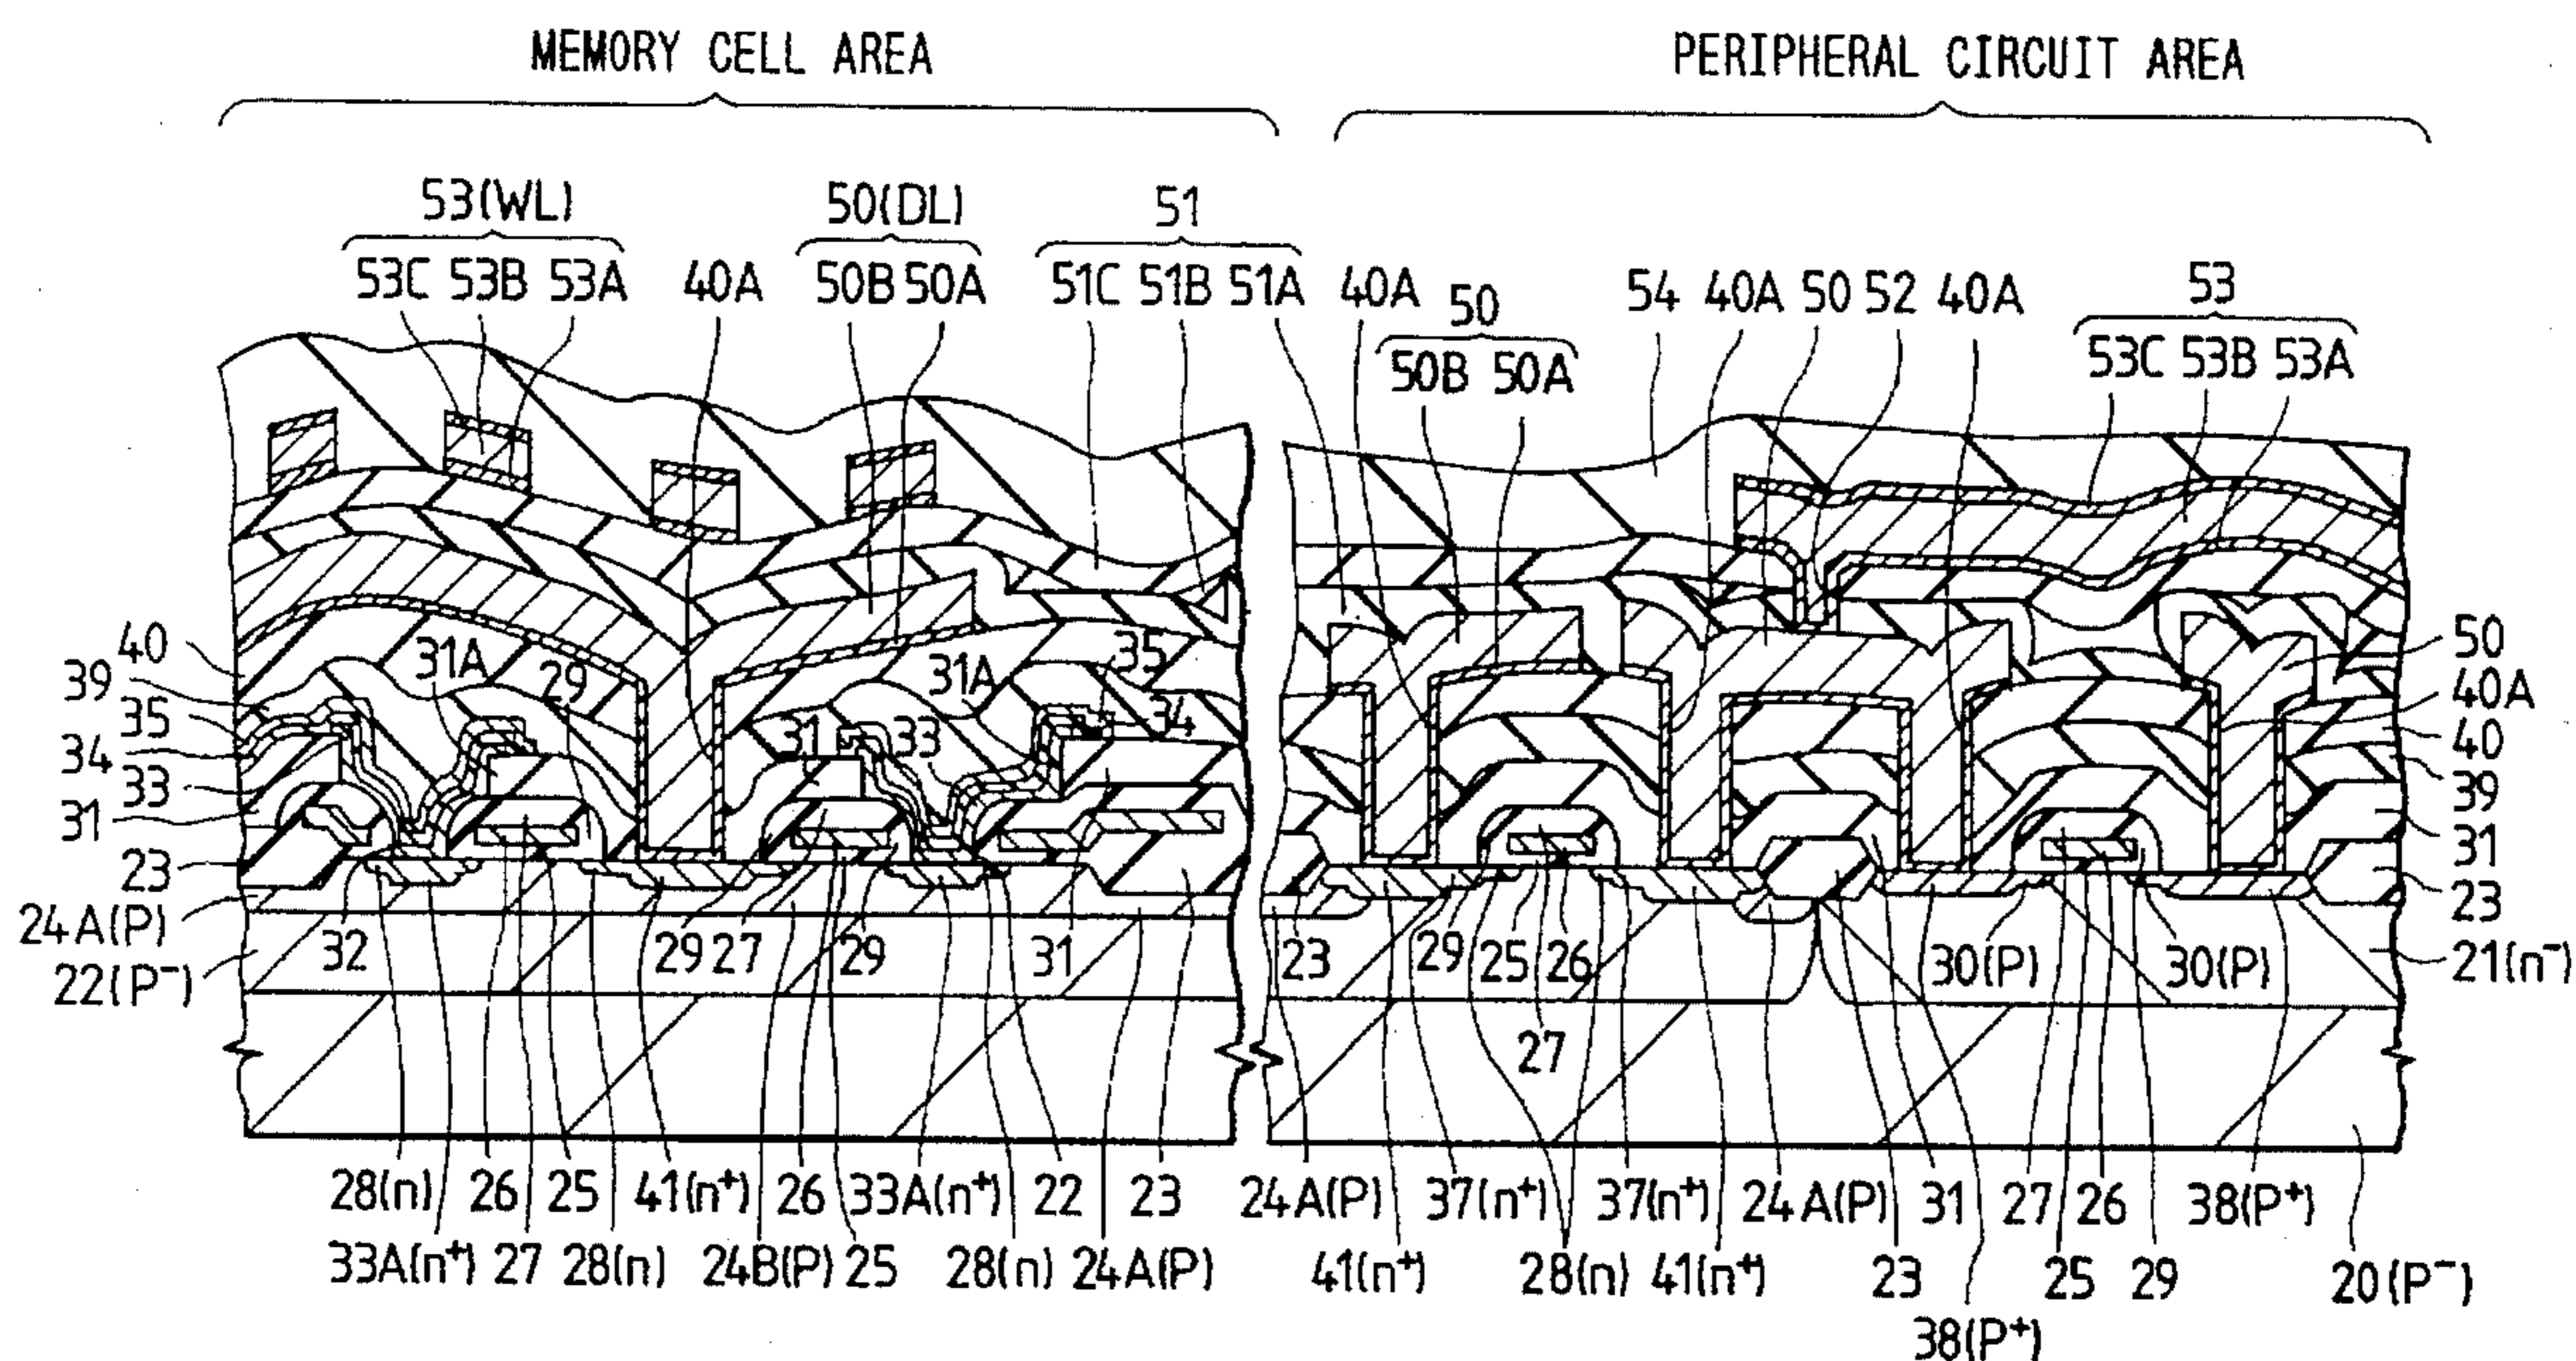 MEMORY CELL AREA
PERIPHERAL CIRCUIT AREA
53(WL)
50(DL)
51
53C 53B 53A
40A
50B 50A
51C 51B 51A
40A
50
50B 50A
54 40A 50 52 40A
53
53C 53B 53A
40
39
35
34
33
31
23
24A(P)
22(P⁻)
31A
29
31
31A
33
35
34
32
29 27
29
31
23
29
25
26
27
30(P)
30(P)
50
40A
40
39
31
23
21(n⁻)
28(n) 26 25 41(n⁺) 26 33A(n⁺) 22 23 24A(P) 37(n⁺) 37(n⁺) 24A(P) 31 27 26 38(P⁺)
33A(n⁺) 27 28(n) 24B(P) 25 28(n) 24A(P) 41(n⁺) 28(n) 41(n⁺) 23 25 29 20(P⁻)
38(P⁺)